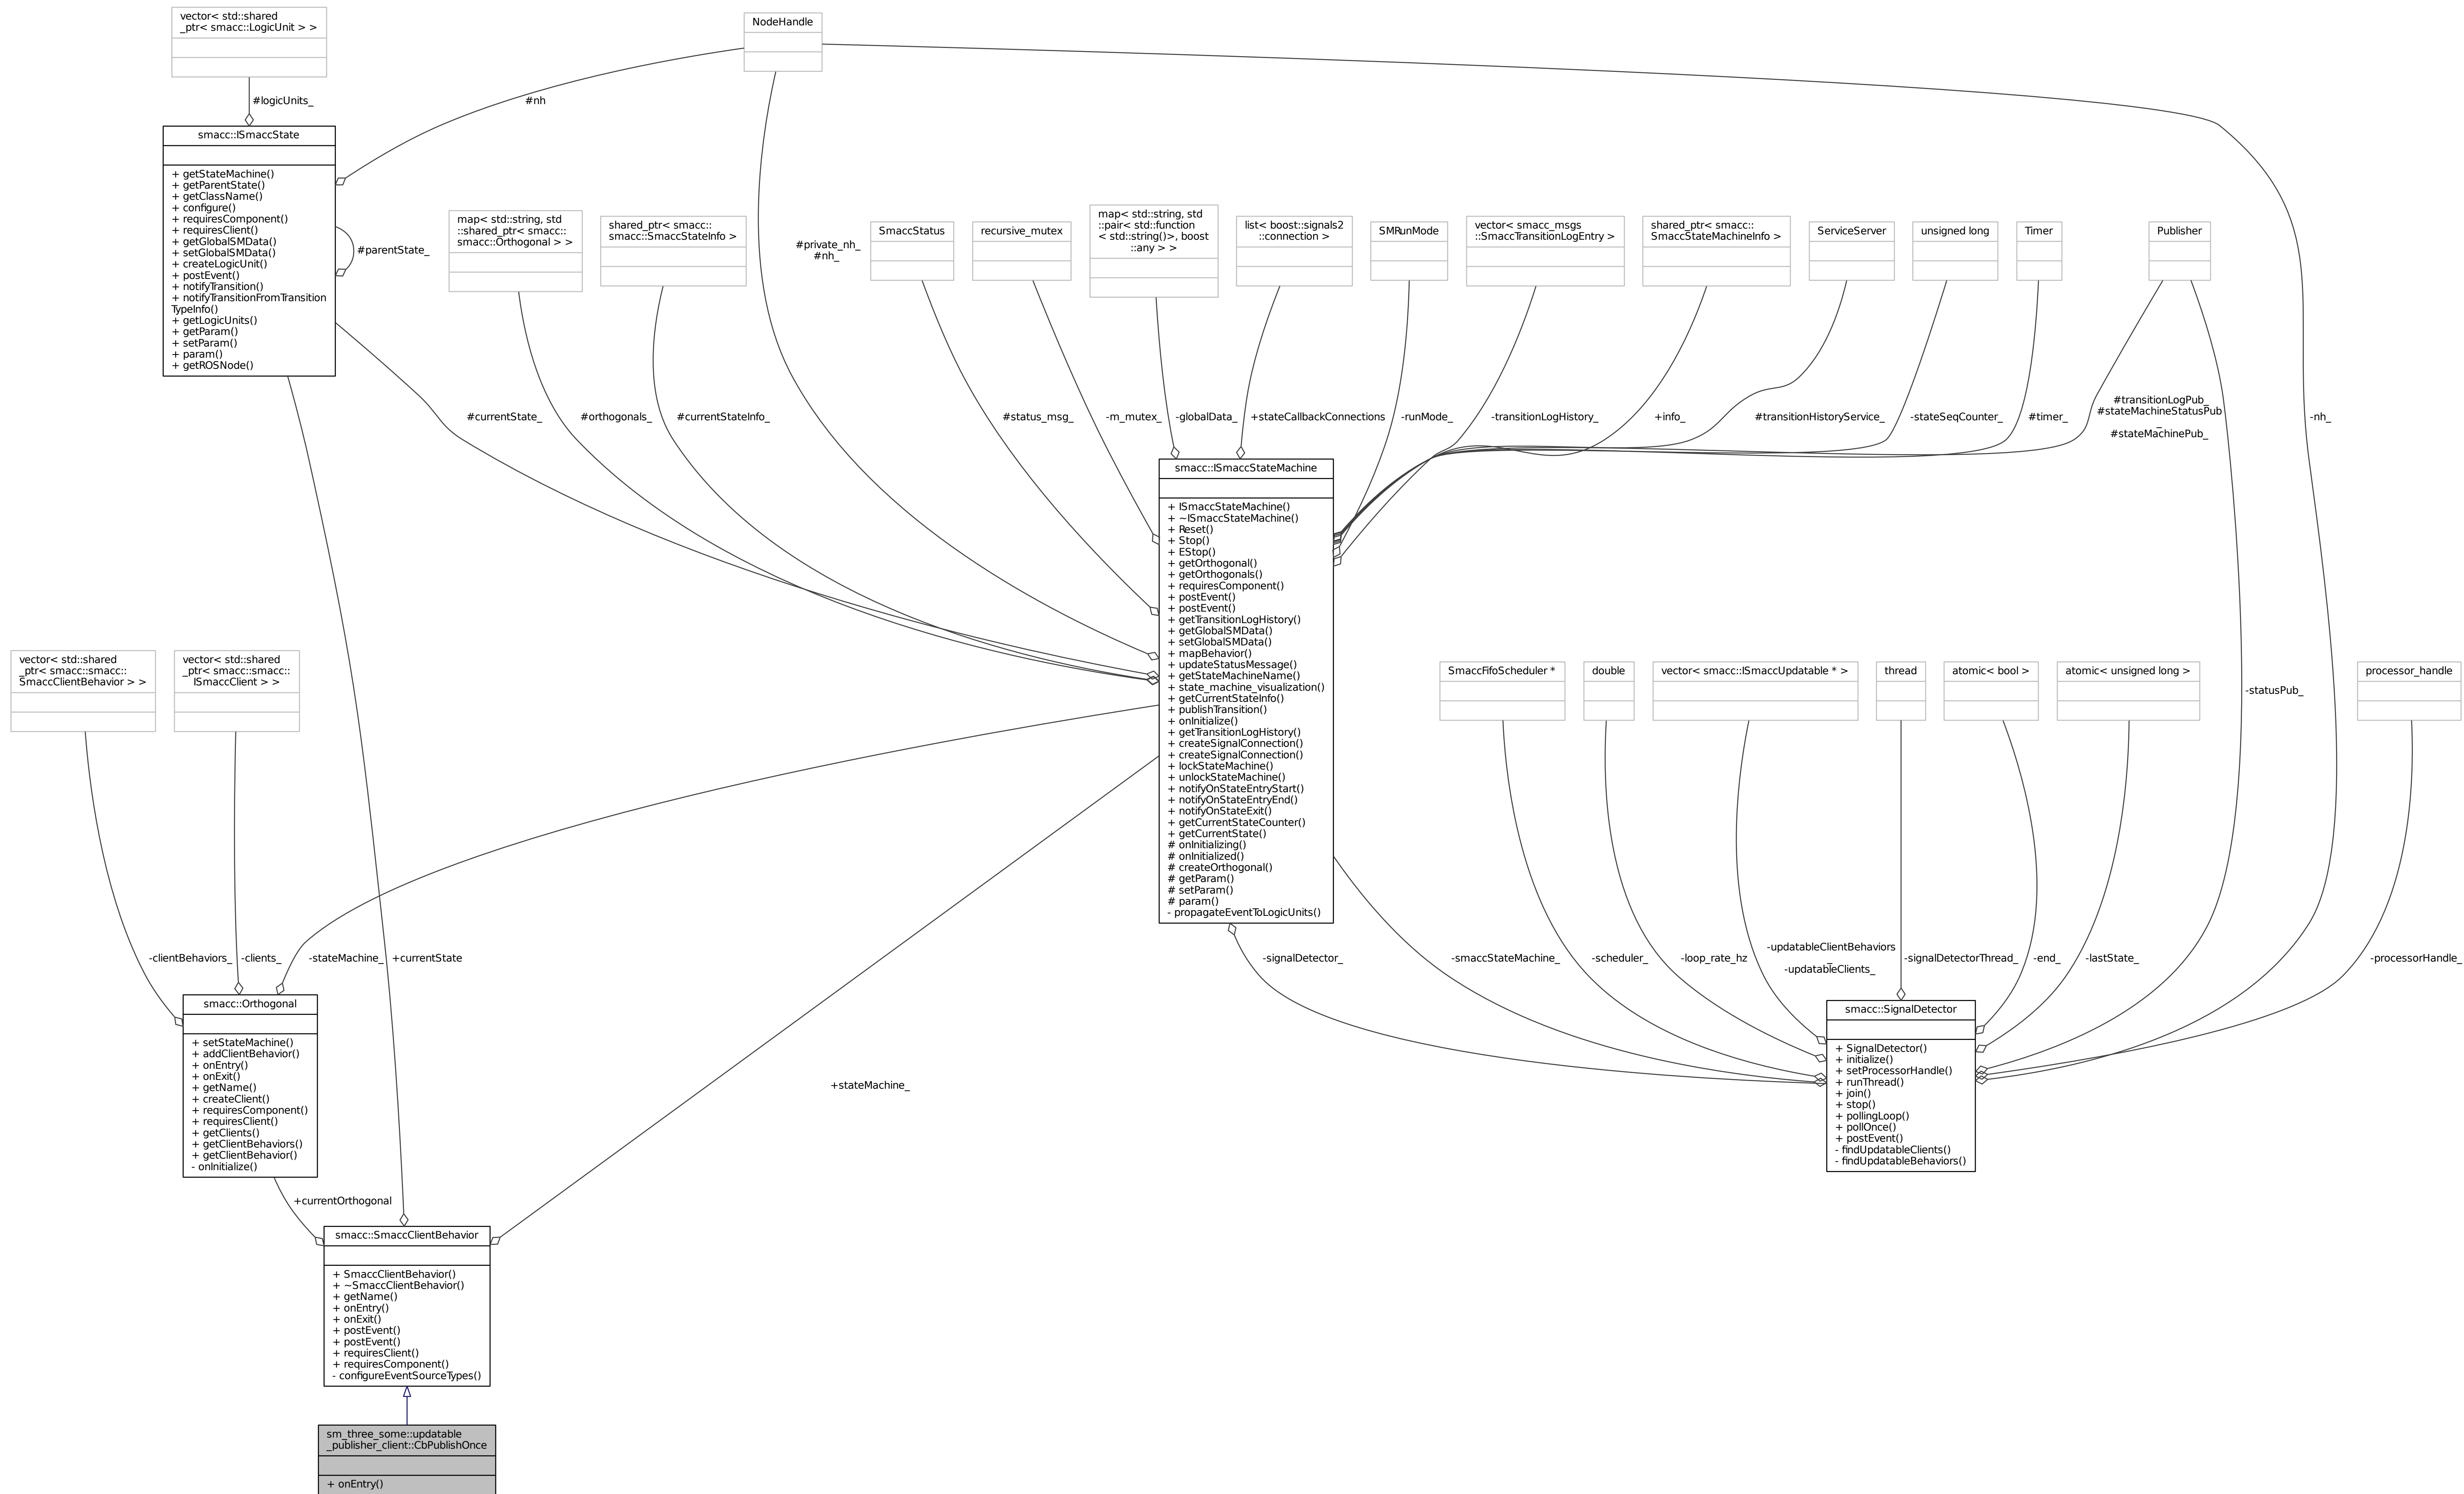 vector< std::shared
_ptr< smacc::LogicUnit > >
NodeHandle
#logicUnits_
#nh
smacc::ISmaccState
+ getStateMachine()
+ getParentState()
+ getClassName()
+ configure()
+ requiresComponent()
+ requiresClient()
+ getGlobalSMData()
+ setGlobalSMData()
+ createLogicUnit()
+ postEvent()
+ notifyTransition()
+ notifyTransitionFromTransition
TypeInfo()
+ getLogicUnits()
+ getParam()
+ setParam()
+ param()
+ getROSNode()
#parentState_
map< std::string, std
::shared_ptr< smacc::
smacc::Orthogonal > >
shared_ptr< smacc::
smacc::SmaccStateInfo >
#private_nh_
#nh_
SmaccStatus
recursive_mutex
map< std::string, std
::pair< std::function
< std::string()>, boost
::any > >
list< boost::signals2
::connection >
SMRunMode
vector< smacc_msgs
::SmaccTransitionLogEntry >
shared_ptr< smacc::
SmaccStateMachineInfo >
ServiceServer
unsigned long
Timer
Publisher
#currentState_
#orthogonals_
#currentStateInfo_
#status_msg_
-m_mutex_
-globalData_
+stateCallbackConnections
-runMode_
-transitionLogHistory_
+info_
#transitionHistoryService_
-stateSeqCounter_
#timer_
#transitionLogPub_
#stateMachineStatusPub
_
#stateMachinePub_
-nh_
smacc::ISmaccStateMachine
+ ISmaccStateMachine()
+ ~ISmaccStateMachine()
+ Reset()
+ Stop()
+ EStop()
+ getOrthogonal()
+ getOrthogonals()
+ requiresComponent()
+ postEvent()
+ postEvent()
+ getTransitionLogHistory()
+ getGlobalSMData()
+ setGlobalSMData()
+ mapBehavior()
+ updateStatusMessage()
+ getStateMachineName()
+ state_machine_visualization()
+ getCurrentStateInfo()
+ publishTransition()
+ onInitialize()
+ getTransitionLogHistory()
+ createSignalConnection()
+ createSignalConnection()
+ lockStateMachine()
+ unlockStateMachine()
+ notifyOnStateEntryStart()
+ notifyOnStateEntryEnd()
+ notifyOnStateExit()
+ getCurrentStateCounter()
+ getCurrentState()
# onInitializing()
# onInitialized()
# createOrthogonal()
# getParam()
# setParam()
# param()
- propagateEventToLogicUnits()
vector< std::shared
_ptr< smacc::smacc::
SmaccClientBehavior > >
vector< std::shared
_ptr< smacc::smacc::
ISmaccClient > >
SmaccFifoScheduler *
double
vector< smacc::ISmaccUpdatable * >
thread
atomic< bool >
atomic< unsigned long >
-statusPub_
processor_handle
-clientBehaviors_
-clients_
-stateMachine_
+currentState
-signalDetector_
-smaccStateMachine_
-scheduler_
-loop_rate_hz
-updatableClientBehaviors
_
-updatableClients_
-signalDetectorThread_
-end_
-lastState_
-processorHandle_
smacc::Orthogonal
+ setStateMachine()
+ addClientBehavior()
+ onEntry()
+ onExit()
+ getName()
+ createClient()
+ requiresComponent()
+ requiresClient()
+ getClients()
+ getClientBehaviors()
+ getClientBehavior()
- onInitialize()
smacc::SignalDetector
+ SignalDetector()
+ initialize()
+ setProcessorHandle()
+ runThread()
+ join()
+ stop()
+ pollingLoop()
+ pollOnce()
+ postEvent()
- findUpdatableClients()
- findUpdatableBehaviors()
+stateMachine_
+currentOrthogonal
smacc::SmaccClientBehavior
+ SmaccClientBehavior()
+ ~SmaccClientBehavior()
+ getName()
+ onEntry()
+ onExit()
+ postEvent()
+ postEvent()
+ requiresClient()
+ requiresComponent()
- configureEventSourceTypes()
sm_three_some::updatable
_publisher_client::CbPublishOnce
+ onEntry()